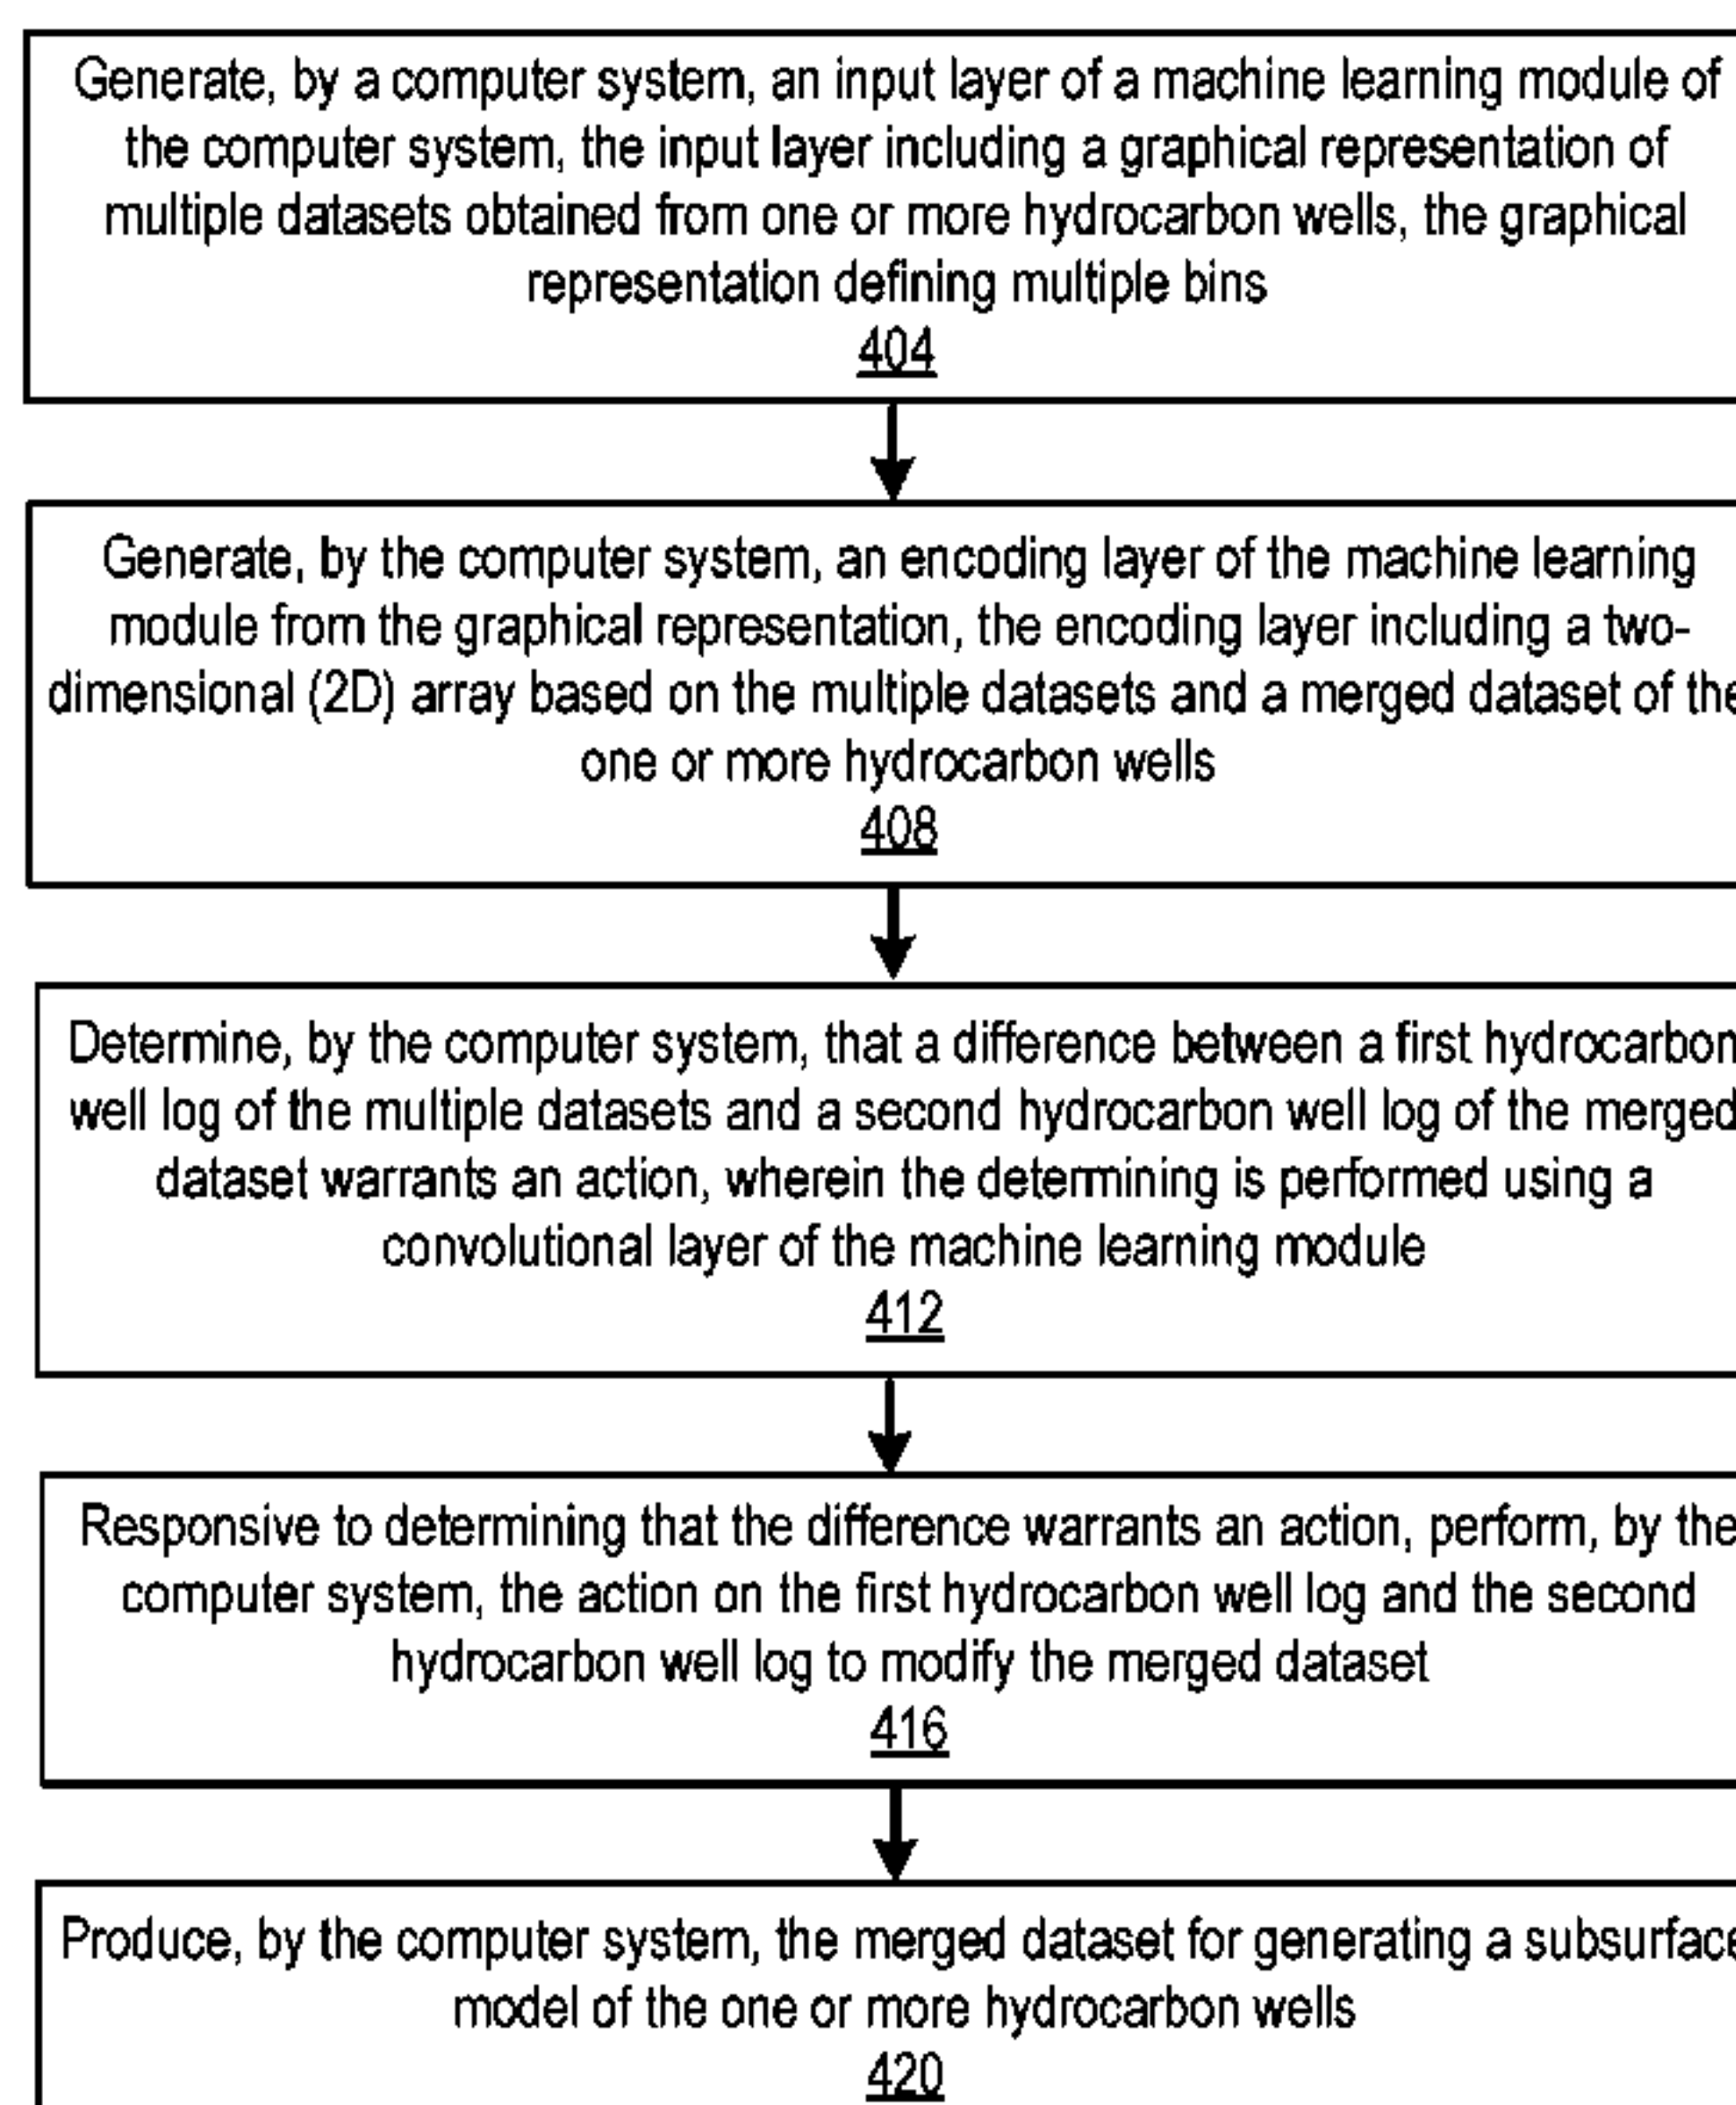 Generate, by a computer system, an input layer of a machine learning module of
the computer system, the input layer including a graphical representation of
multiple datasets obtained from one or more hydrocarbon wells, the graphical
representation defining multiple bins
404
Generate, by the computer system, an encoding layer of the machine learning
module from the graphical representation, the encoding layer including a two-
dimensional (2D) array based on the multiple datasets and a merged dataset of the
one or more hydrocarbon wells
408
Determine, by the computer system, that a difference between a first hydrocarbon
well log of the multiple datasets and a second hydrocarbon well log of the merged
dataset warrants an action, wherein the determining is performed using a
convolutional layer of the machine learning module
412
Responsive to determining that the difference warrants an action, perform, by the
computer system, the action on the first hydrocarbon well log and the second
hydrocarbon well log to modify the merged dataset
416
Produce, by the computer system, the merged dataset for generating a subsurface
model of the one or more hydrocarbon wells
420